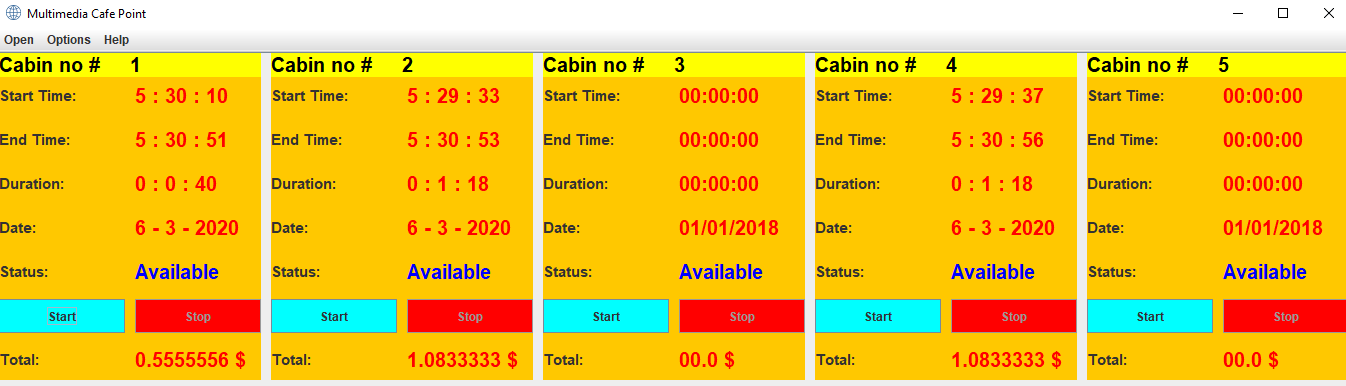 Multimedia Cafe Point
Open Options Help
Cabin no # 1 Cabin no # 2 Cabin no # 3 Cabin no # 4 Cabin no # 5
Start Time: 5 : 30 : 10 Start Time: 5 : 29 : 33 Start Time: 00:00:00 Start Time: 5 : 29 : 37 Start Time: 00:00:00
End Time: 5 : 30 : 51 End Time: 5 : 30 : 53 End Time: 00:00:00 End Time: 5 : 30 : 56 End Time: 00:00:00
Duration: 0 : 0 : 40 Duration: 0 : 1 : 18 Duration: 00:00:00 Duration: 0 : 1 : 18 Duration: 00:00:00
Date: 6 - 3 - 2020 Date: 6 - 3 - 2020 Date: 01/01/2018 Date: 6 - 3 - 2020 Date: 01/01/2018
Status: Available Status: Available Status: Available Status: Available Status: Available
Start Stop Start Stop Start Stop Start Stop Start Stop
Total: 0.5555556 $ Total: 1.0833333 $ Total: 00.0 $ Total: 1.0833333 $ Total: 00.0 $